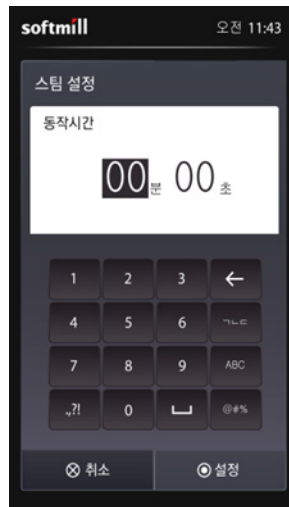 softmill 오전 11:43
스팀 설정
동작시간
00분 00초
1 2 3 ←
4 5 6 ㄱㄴㄷ
7 8 9 ABC
.,?! 0 ⌴ @#%
⊗ 취소 ◉ 설정